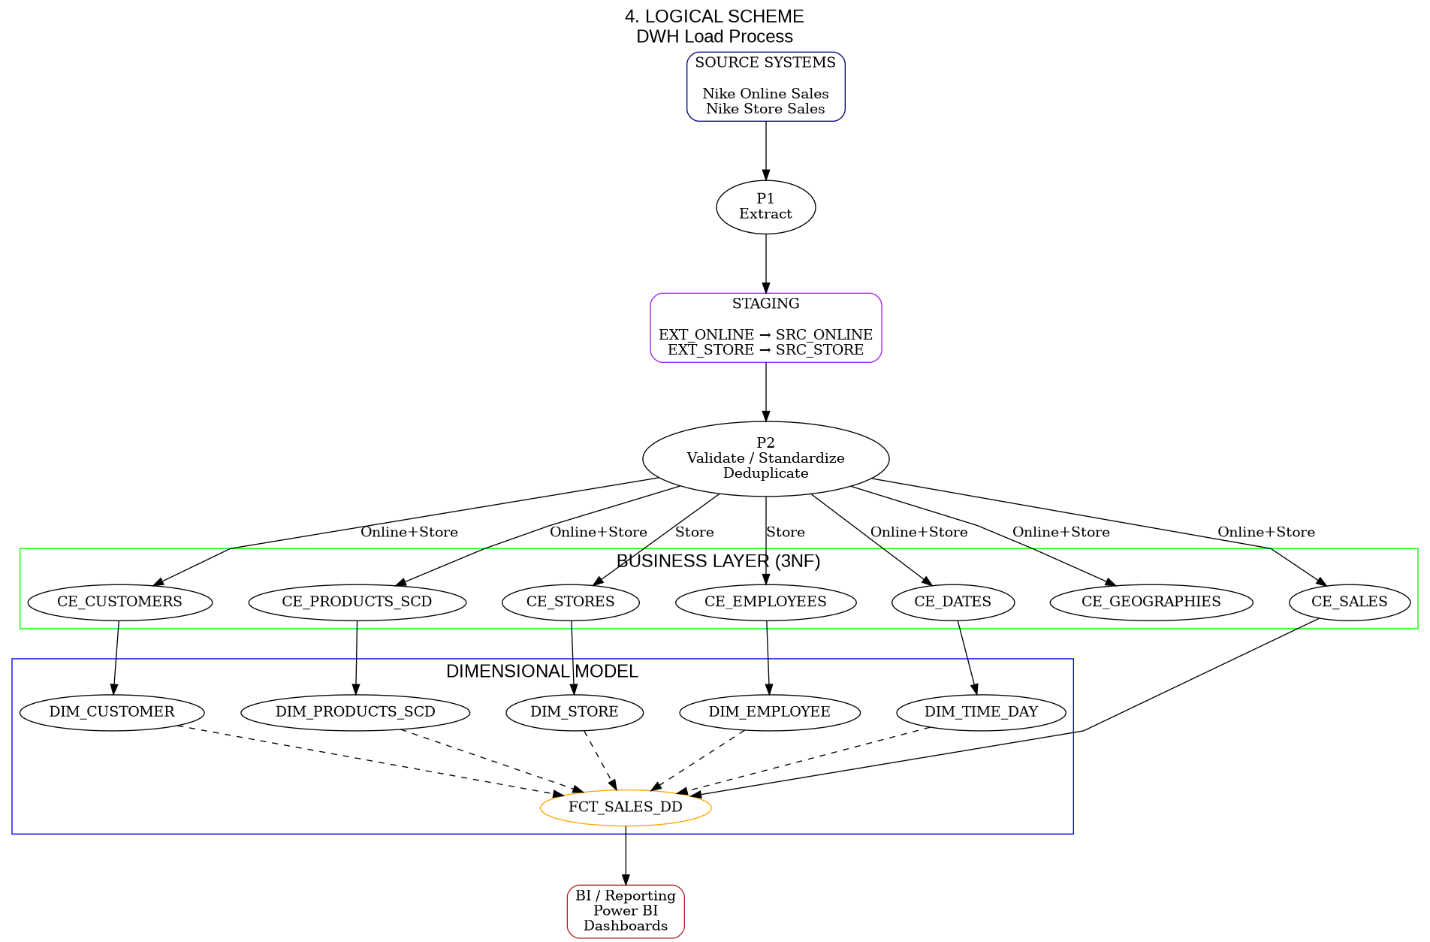 4. LOGICAL SCHEME
DWH Load Process
SOURCE SYSTEMS
Nike Online Sales
Nike Store Sales
P1
Extract
STAGING
EXT_ONLINE → SRC_ONLINE
EXT_STORE → SRC_STORE
P2
Validate / Standardize
Deduplicate
Online+Store
Online+Store
Store
Store
Online+Store
Online+Store
Online+Store
BUSINESS LAYER (3NF)
CE_CUSTOMERS
CE_PRODUCTS_SCD
CE_STORES
CE_EMPLOYEES
CE_DATES
CE_GEOGRAPHIES
CE_SALES
DIMENSIONAL MODEL
DIM_CUSTOMER
DIM_PRODUCTS_SCD
DIM_STORE
DIM_EMPLOYEE
DIM_TIME_DAY
FCT_SALES_DD
BI / Reporting
Power BI
Dashboards